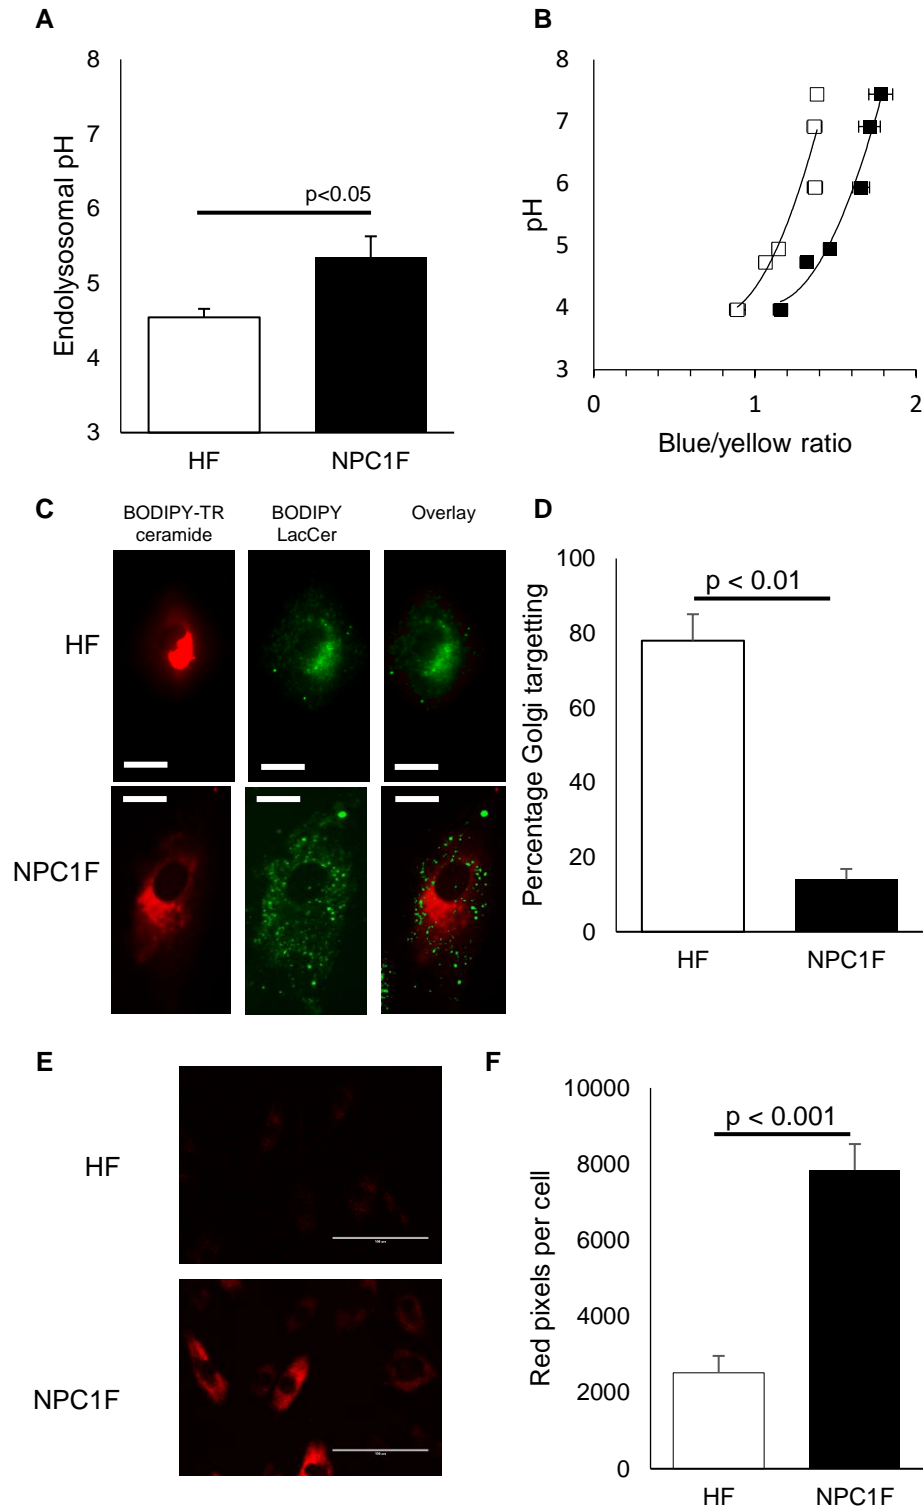 A
8
7
6
5
4
3
Endolysosomal pH
p<0.05
HF
NPC1F
B
8
7
6
5
4
3
pH
0
1
2
Blue/yellow ratio
C
BODIPY-TR
ceramide
BODIPY
LacCer
Overlay
HF
NPC1F
D
100
80
60
40
20
0
Percentage Golgi targetting
p < 0.01
HF
NPC1F
E
HF
NPC1F
F
10000
8000
6000
4000
2000
0
Red pixels per cell
p < 0.001
HF
NPC1F